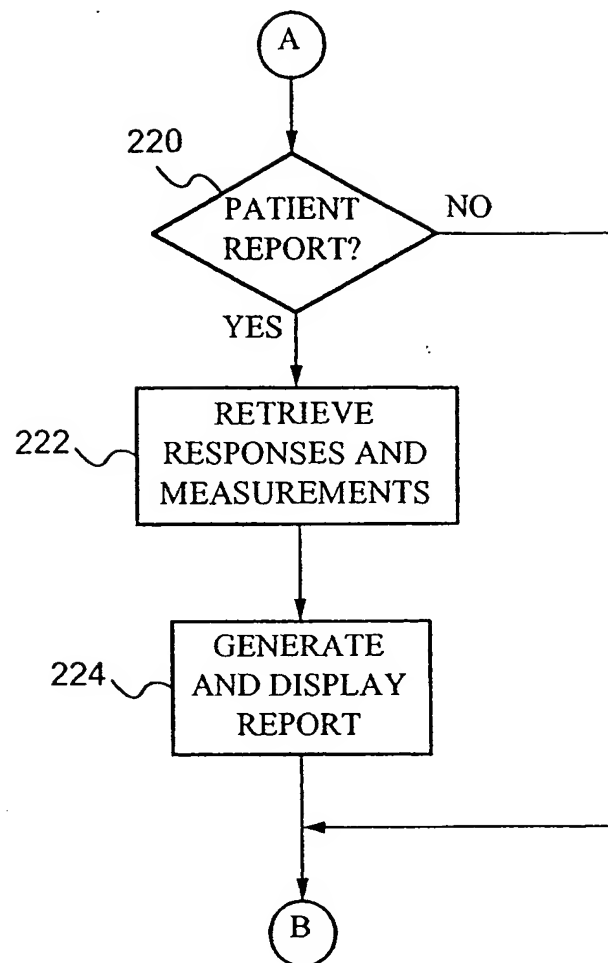 A
220
PATIENT
REPORT?
NO
YES
222
RETRIEVE
RESPONSES AND
MEASUREMENTS
224
GENERATE
AND DISPLAY
REPORT
B